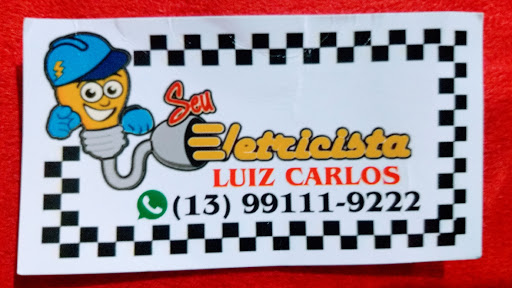 Seu
Eletricista
LUIZ CARLOS
(13) 99111-9222